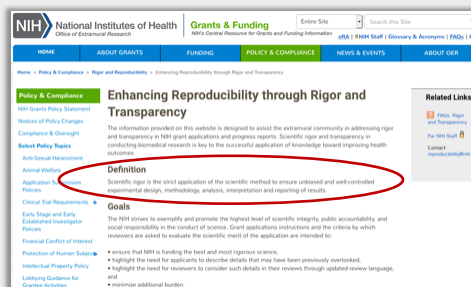 NIH
National Institutes of Health
Office of Extramural Research
Grants & Funding
NIH's Central Resource for Grants and Funding Information
Entire Site
Search this Site
eRA | NIH Staff | Glossary & Acronyms | FAQs |
HOME
ABOUT GRANTS
FUNDING
POLICY & COMPLIANCE
NEWS & EVENTS
ABOUT OER
Home » Policy & Compliance » Rigor and Reproducibility » Enhancing Reproducibility through Rigor and Transparency
Policy & Compliance
NIH Grants Policy Statement
Notices of Policy Changes
Compliance & Oversight
Select Policy Topics
Anti-Sexual Harassment
Animal Welfare
Application Submission
Policies
Clinical Trial Requirements
Early Stage and Early
Established Investigator
Policies
Financial Conflict of Interest
Protection of Human Subjects
Intellectual Property Policy
Lobbying Guidance for
Grantee Activities
Enhancing Reproducibility through Rigor and
Transparency
The information provided on this website is designed to assist the extramural community in addressing rigor
and transparency in NIH grant applications and progress reports. Scientific rigor and transparency in
conducting biomedical research is key to the successful application of knowledge toward improving health
outcomes.
Definition
Scientific rigor is the strict application of the scientific method to ensure unbiased and well-controlled
experimental design, methodology, analysis, interpretation and reporting of results.
Goals
The NIH strives to exemplify and promote the highest level of scientific integrity, public accountability, and
social responsibility in the conduct of science. Grant applications instructions and the criteria by which
reviewers are asked to evaluate the scientific merit of the application are intended to:
• ensure that NIH is funding the best and most rigorous science,
• highlight the need for applicants to describe details that may have been previously overlooked,
• highlight the need for reviewers to consider such details in their reviews through updated review language,
and
• minimize additional burden.
Related Links
FAQs: Rigor
and Transparency
For NIH Staff
Contact:
reproducibility@nih.